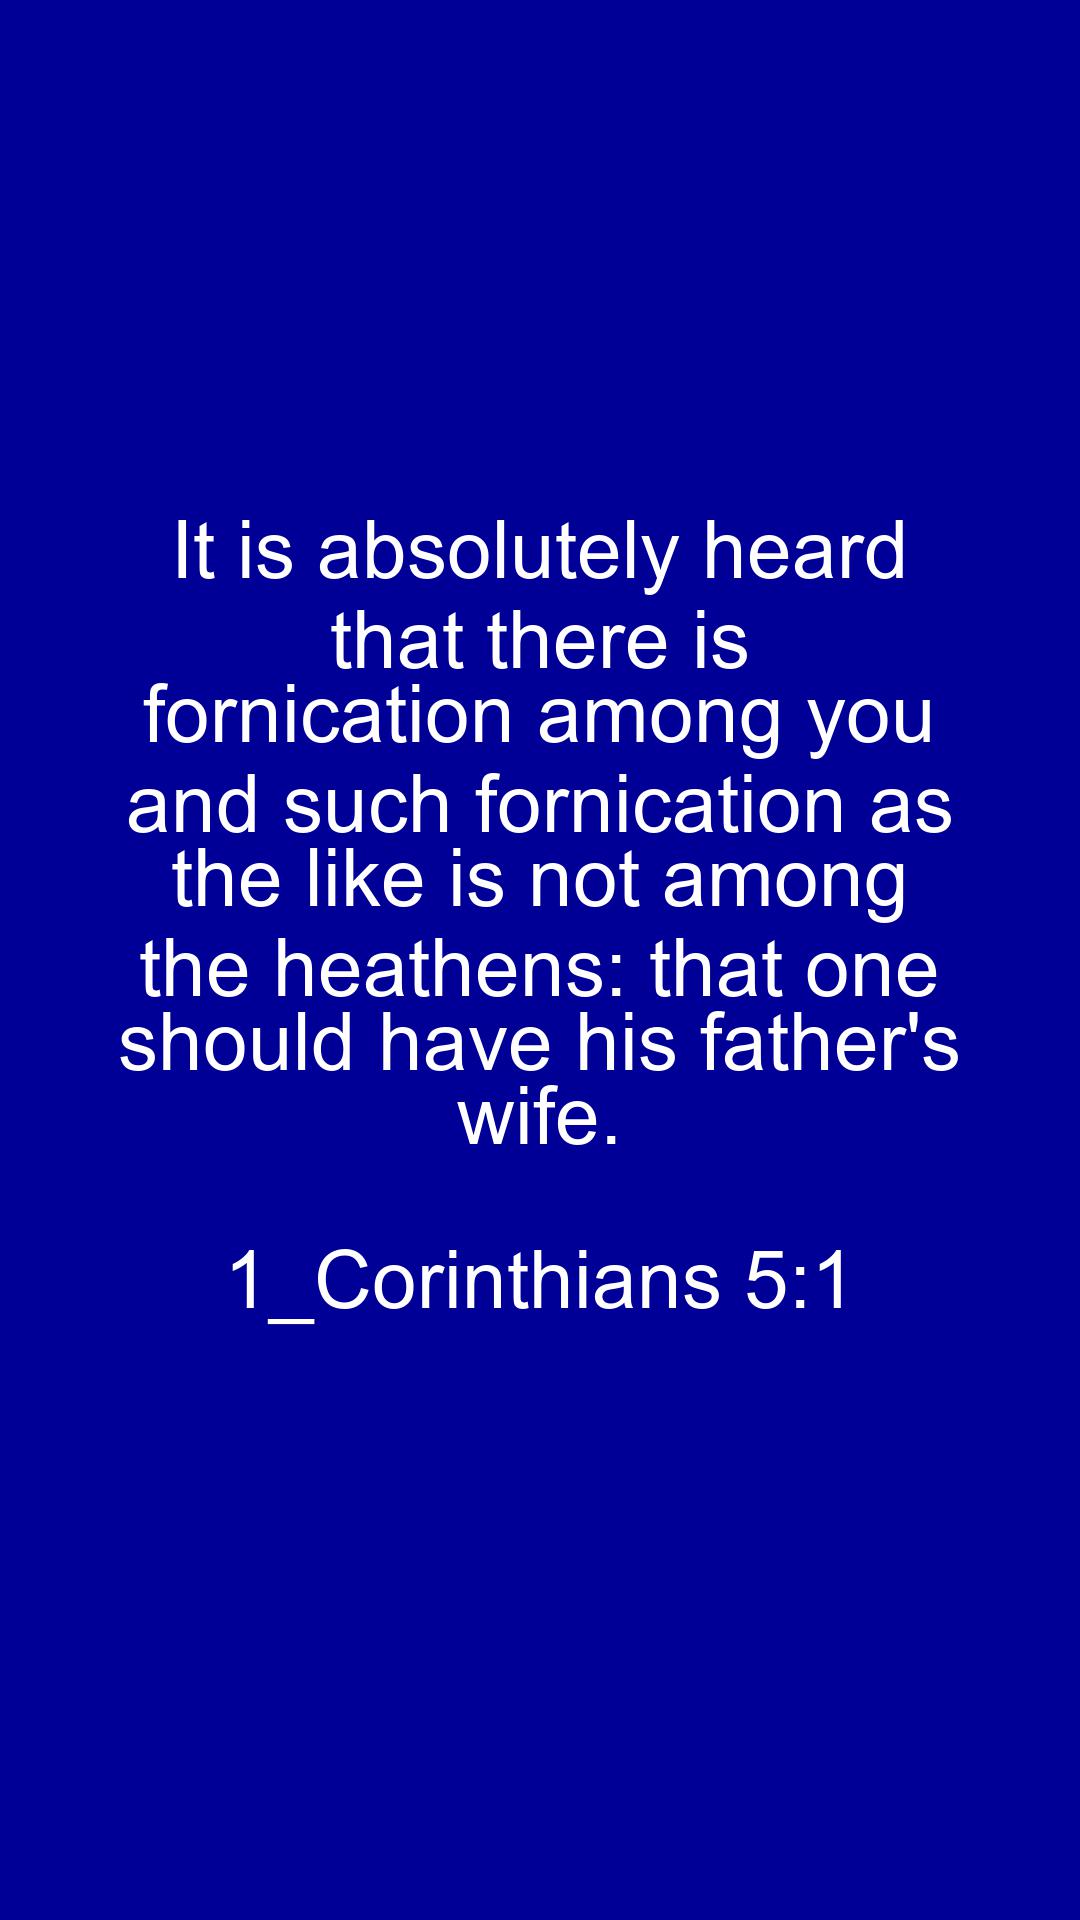 It is absolutely heard
that there is
fornication among you
and such fornication as
the like is not among
the heathens: that one
should have his father's
wife.
1_Corinthians 5:1